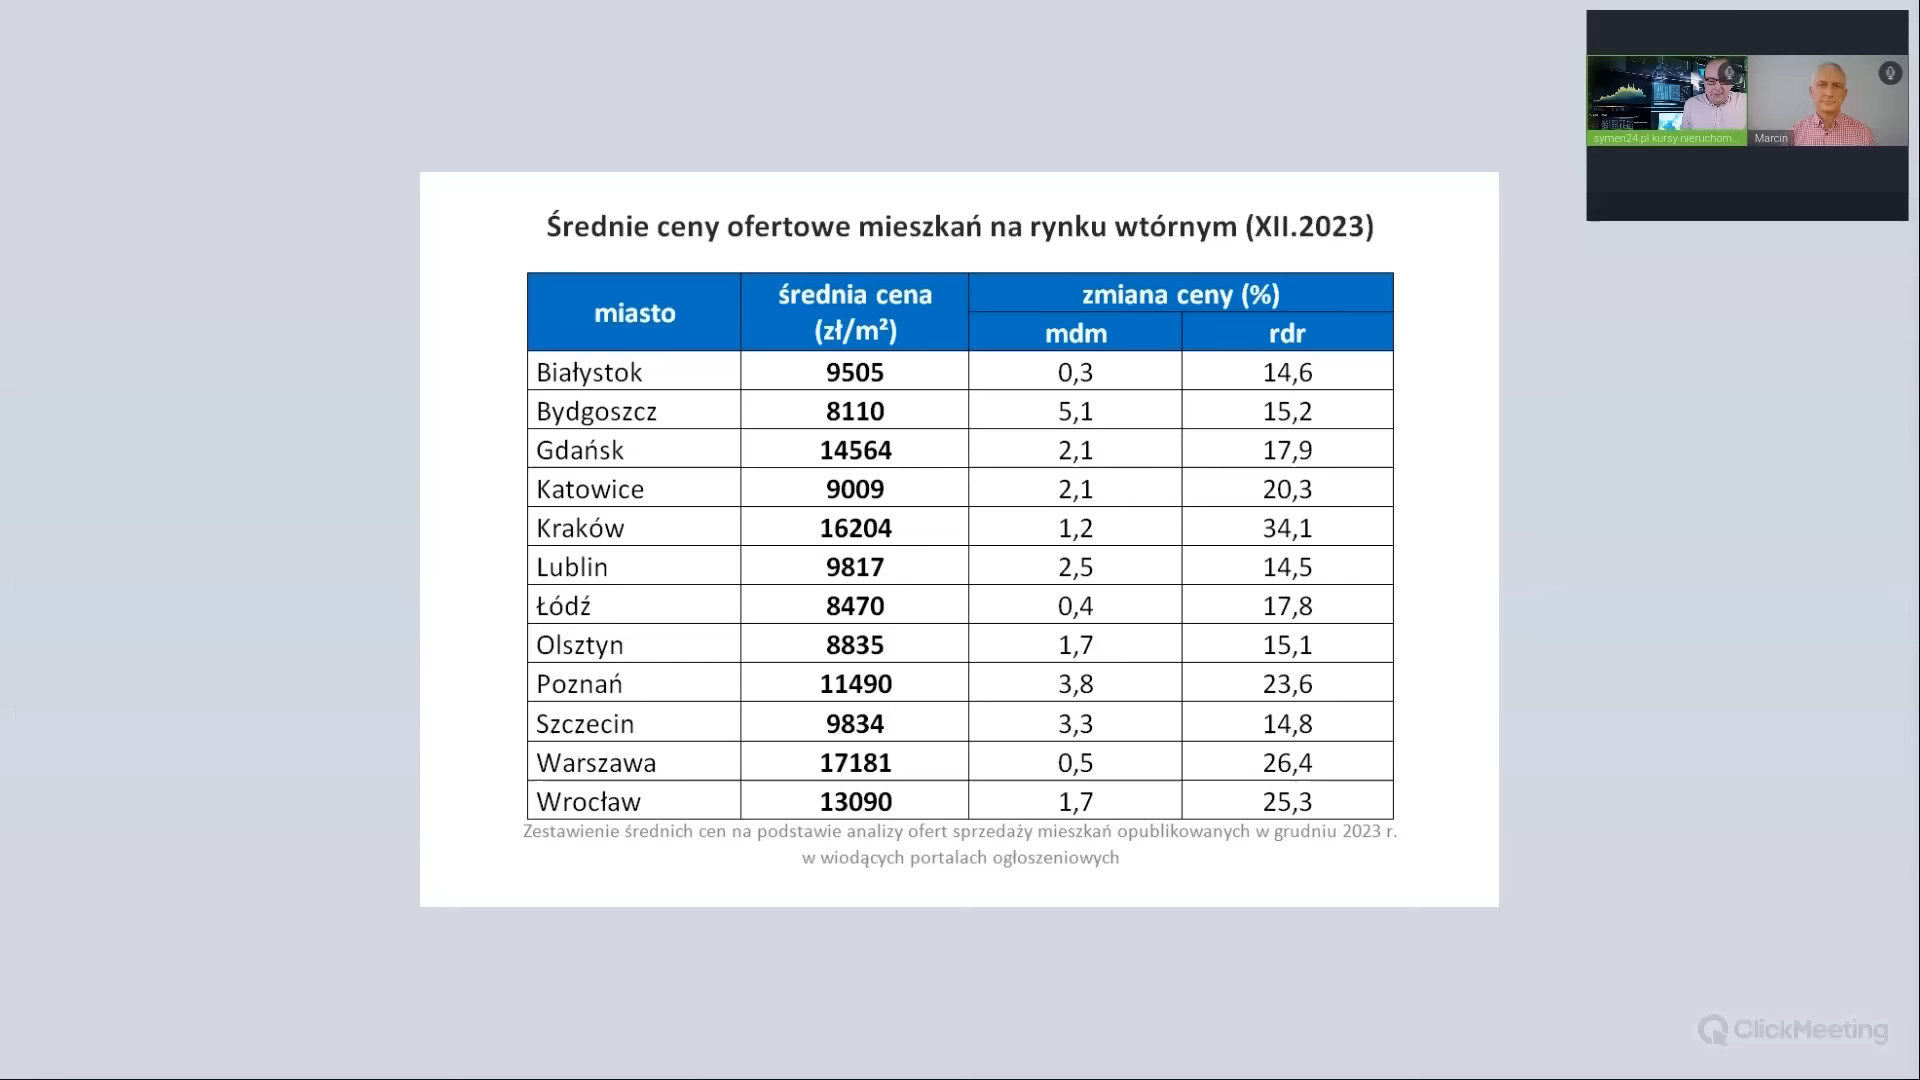 symen24.pl kursy nieruchom...
Marcin
Średnie ceny ofertowe mieszkań na rynku wtórnym (XII.2023)
miasto średnia cena (zł/m²) zmiana ceny (%)
mdm rdr
Białystok 9505 0,3 14,6
Bydgoszcz 8110 5,1 15,2
Gdańsk 14564 2,1 17,9
Katowice 9009 2,1 20,3
Kraków 16204 1,2 34,1
Lublin 9817 2,5 14,5
Łódź 8470 0,4 17,8
Olsztyn 8835 1,7 15,1
Poznań 11490 3,8 23,6
Szczecin 9834 3,3 14,8
Warszawa 17181 0,5 26,4
Wrocław 13090 1,7 25,3
Zestawienie średnich cen na podstawie analizy ofert sprzedaży mieszkań opublikowanych w grudniu 2023 r.
w wiodących portalach ogłoszeniowych
ClickMeeting